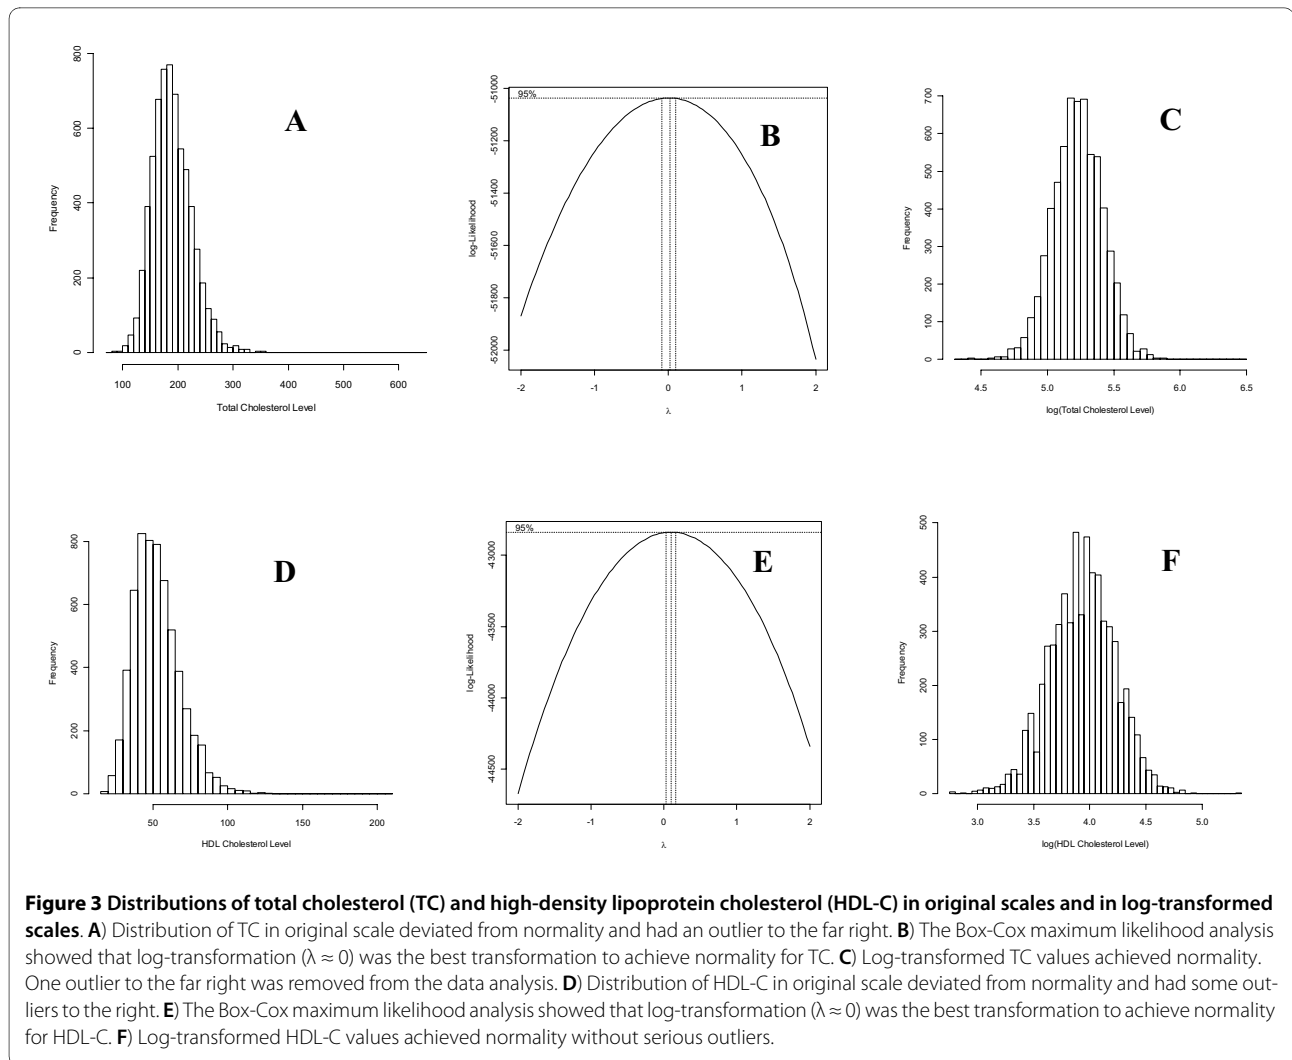 A
800
600
400
200
0
Frequency
100 200 300 400 500 600
Total Cholesterol Level
B
95%
-51000
-51200
-51400
-51600
-51800
-52000
log-Likelihood
-2 -1 0 1 2
λ
C
700
600
500
400
300
200
100
0
Frequency
4.5 5.0 5.5 6.0 6.5
log(Total Cholesterol Level)
D
800
600
400
200
0
Frequency
50 100 150 200
HDL Cholesterol Level
E
95%
-43000
-43500
-44000
-44500
log-Likelihood
-2 -1 0 1 2
λ
F
500
400
300
200
100
0
Frequency
3.0 3.5 4.0 4.5 5.0
log(HDL Cholesterol Level)
Figure 3 Distributions of total cholesterol (TC) and high-density lipoprotein cholesterol (HDL-C) in original scales and in log-transformed
scales. A) Distribution of TC in original scale deviated from normality and had an outlier to the far right. B) The Box-Cox maximum likelihood analysis
showed that log-transformation (λ ≈ 0) was the best transformation to achieve normality for TC. C) Log-transformed TC values achieved normality.
One outlier to the far right was removed from the data analysis. D) Distribution of HDL-C in original scale deviated from normality and had some out-
liers to the right. E) The Box-Cox maximum likelihood analysis showed that log-transformation (λ ≈ 0) was the best transformation to achieve normality
for HDL-C. F) Log-transformed HDL-C values achieved normality without serious outliers.